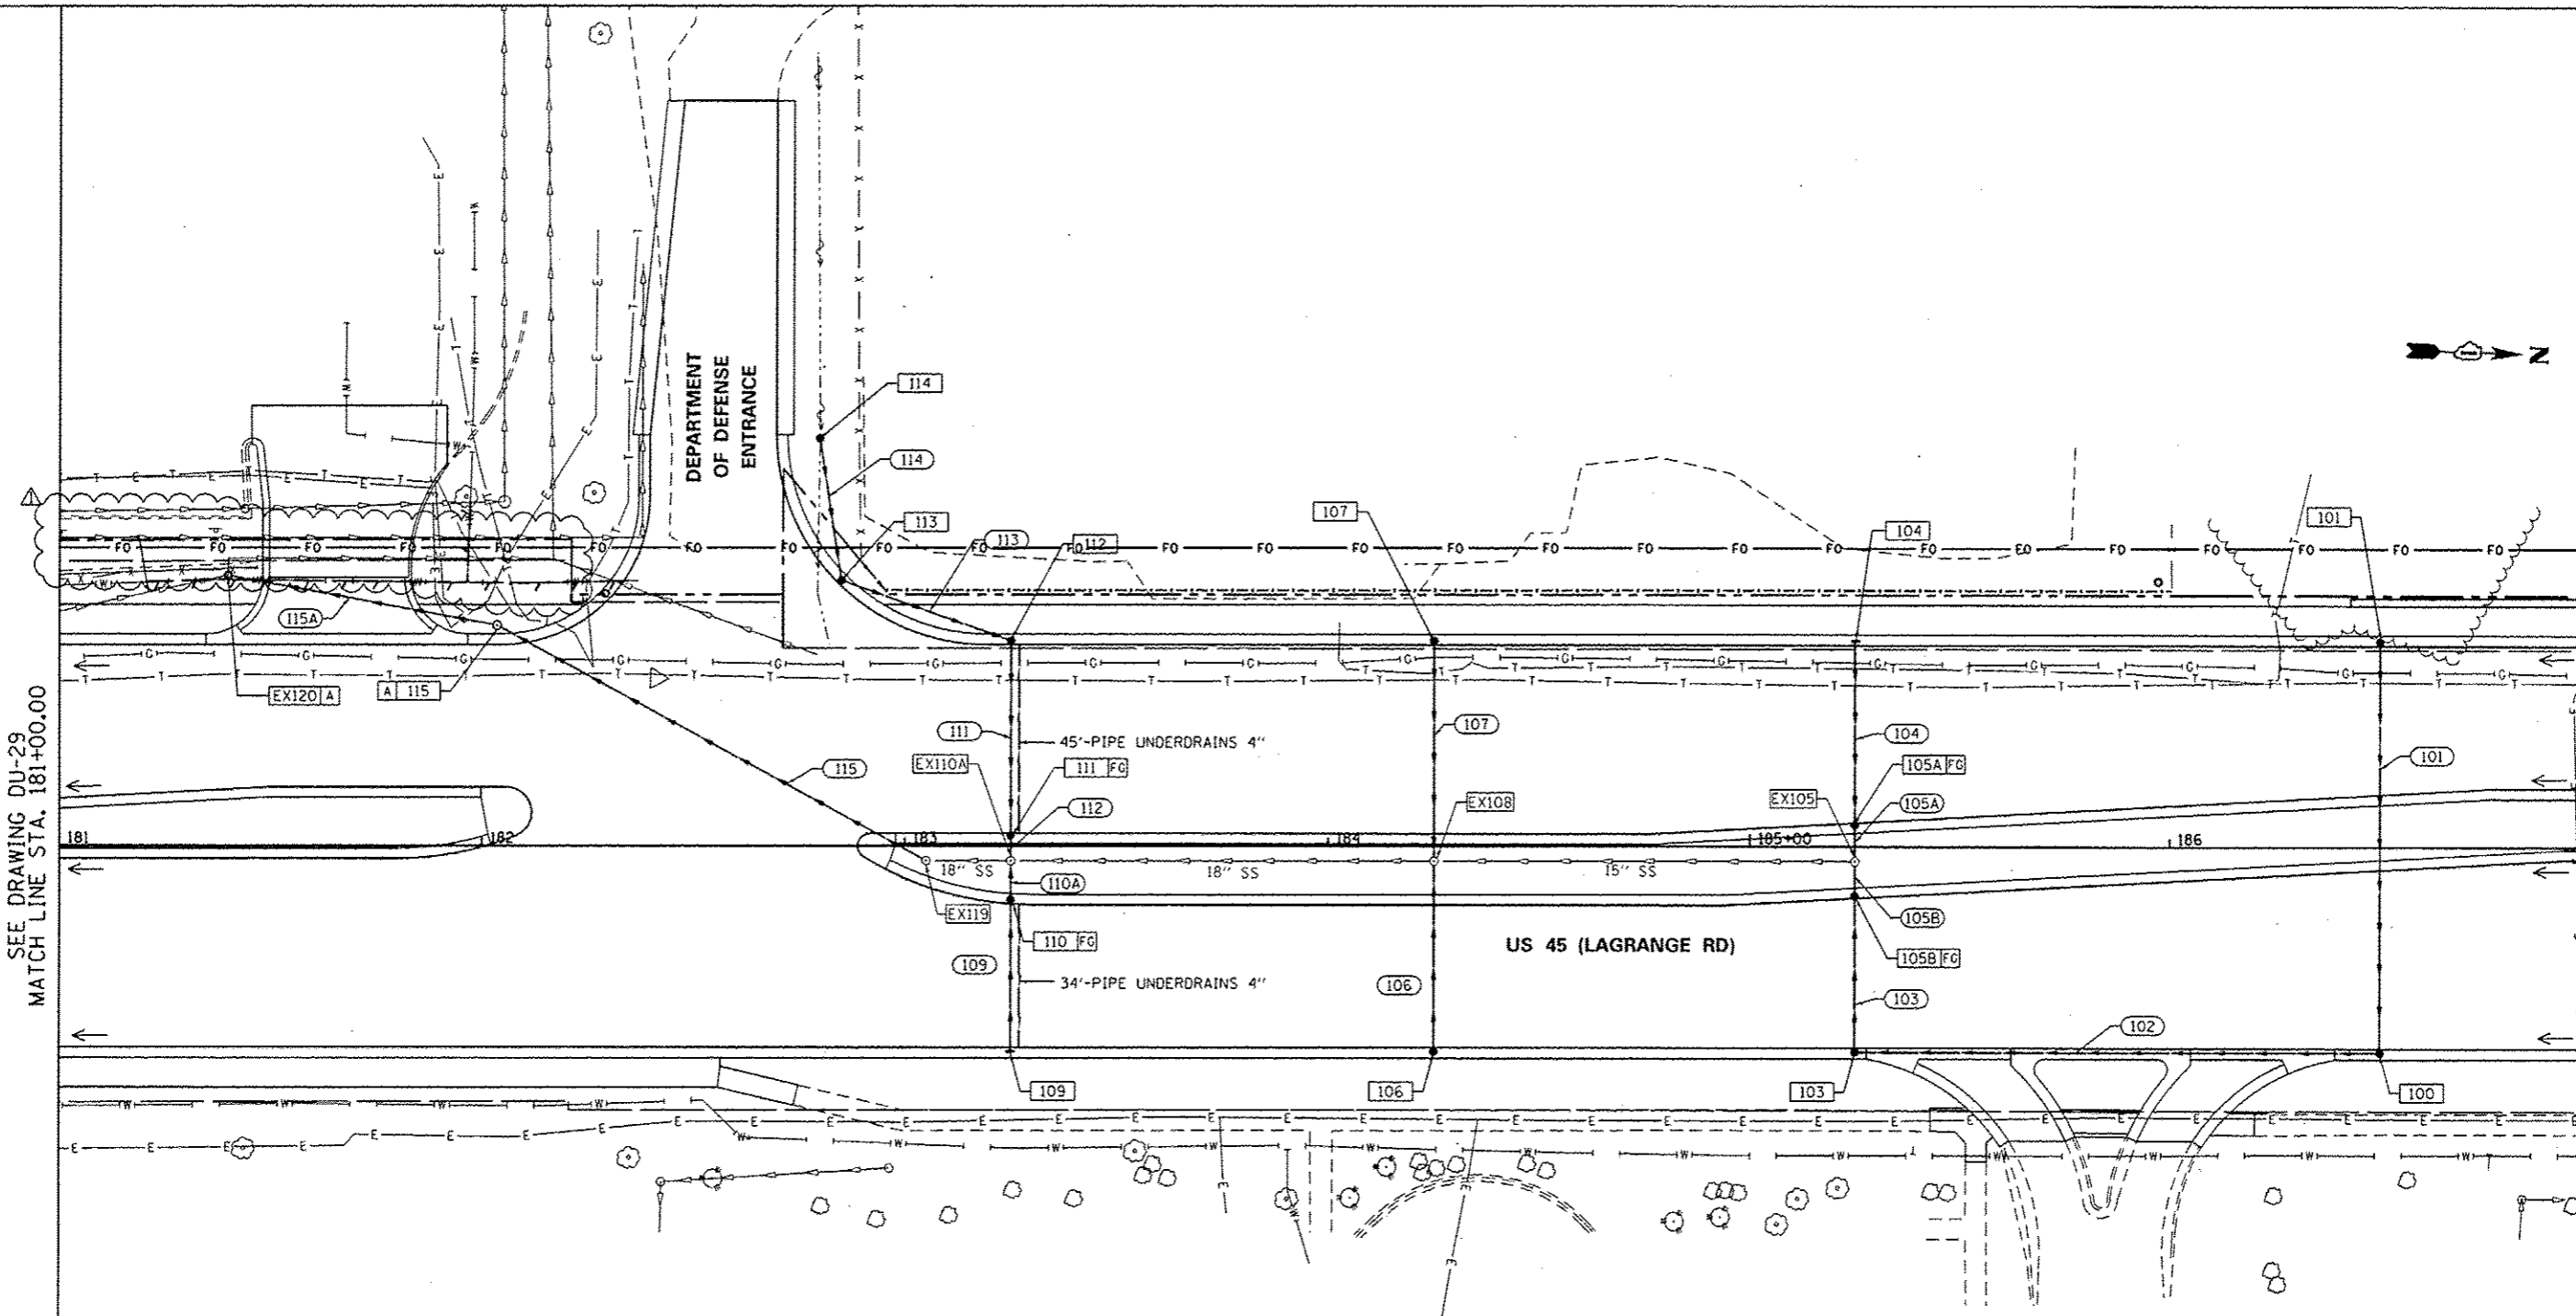 SEE DRAWING DU-29
MATCH LINE STA. 181+00.00
DEPARTMENT
OF DEFENSE
ENTRANCE
N
114
114
113
113
112
107
104
101
115A
EX120 A
A 115
115
111
45'-PIPE UNDERDRAINS 4"
EX110A
111 FG
112
107
EX108
104
105A FG
EX105
105A
101
181
182
183
184
185+00
186
18" SS
18" SS
15" SS
110A
EX119
110 FG
109
34'-PIPE UNDERDRAINS 4"
106
US 45 (LAGRANGE RD)
105B
105B FG
103
102
109
106
103
100